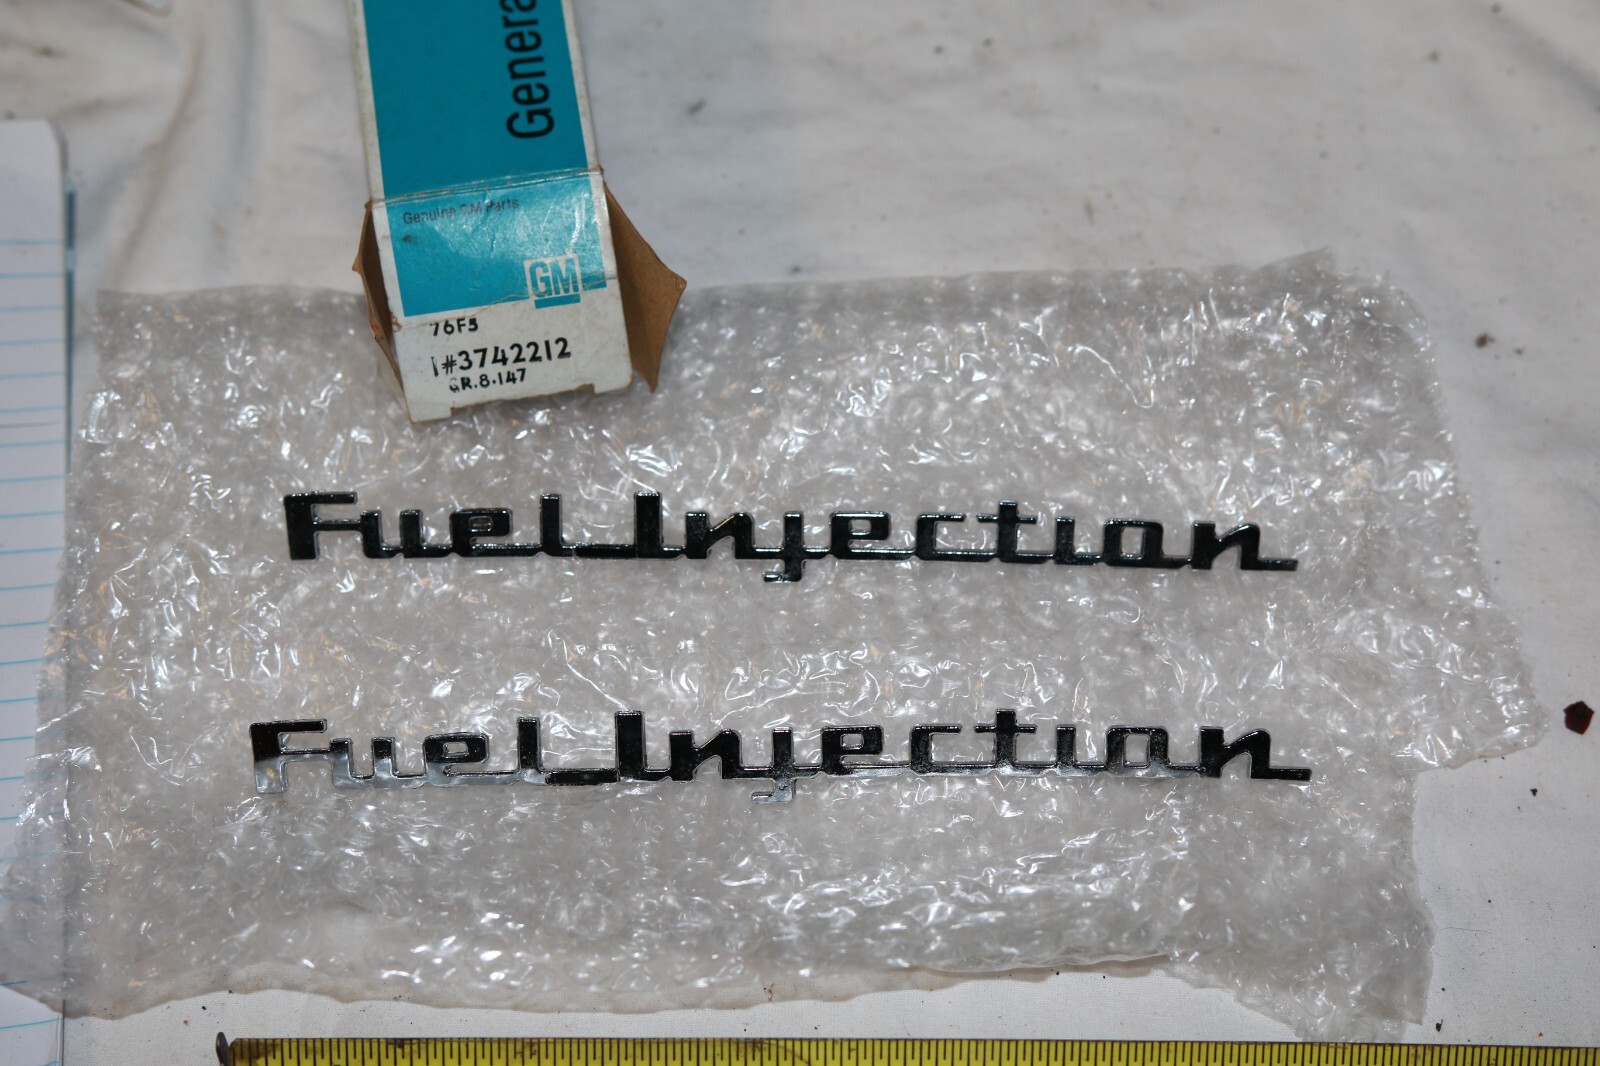 Genera
Genuine GM Parts
GM
76F5
1#3742212
GR.8.147
Fuel Injection
Fuel Injection